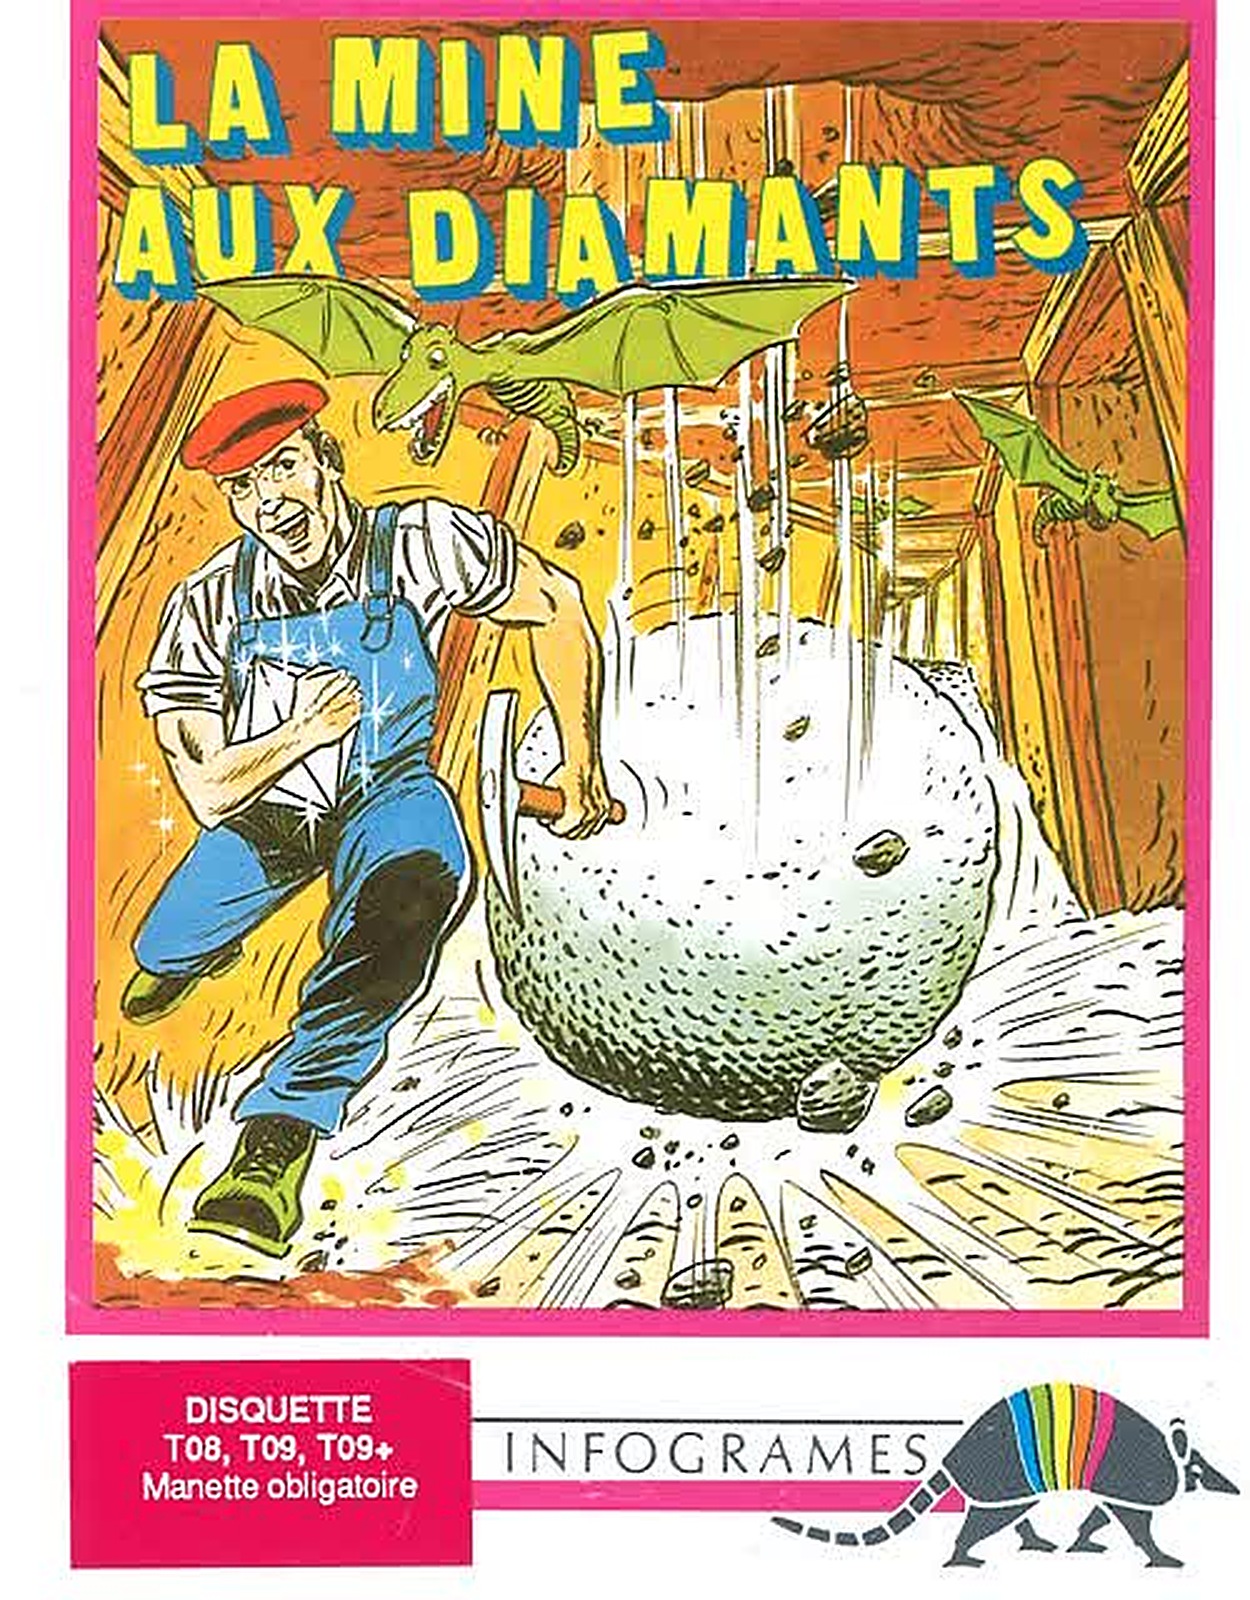 LA MINE
AUX DIAMANTS
DISQUETTE
T08, T09, T09+
Manette obligatoire
INFOGRAMES